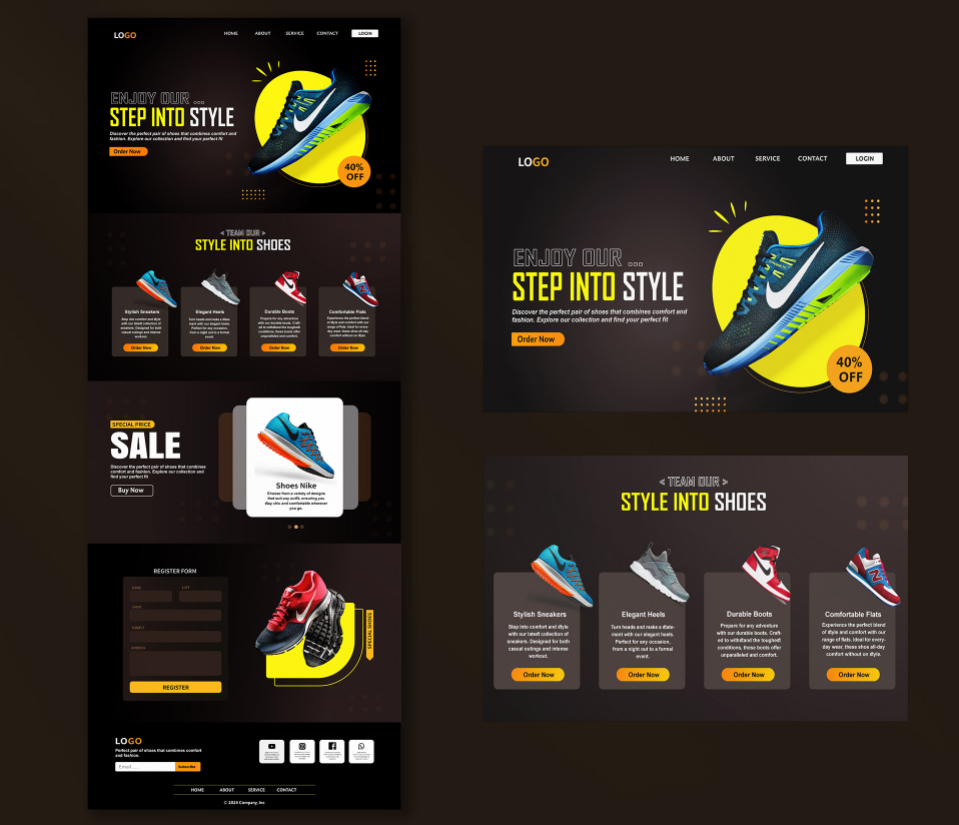 LOGO
HOME ABOUT SERVICE CONTACT LOGIN
ENJOY OUR ...
STEP INTO STYLE
Discover the perfect pair of shoes that combines comfort and
fashion. Explore our collection and find your perfect fit
Order Now
40%
OFF
< TEAM OUR >
STYLE INTO SHOES
Stylish Sneakers
Step into comfort and style
with our latest collection of
sneakers. Designed for both
casual outings and intense
workout.
Order Now
Elegant Heels
Turn heads and make a state-
ment with our elegant heels.
Perfect for any occasion,
from a night out to a formal
event.
Order Now
Durable Boots
Prepare for any adventure
with our durable boots. Craft-
ed to withstand the toughest
conditions, these boots offer
unparalleled and comfort.
Order Now
Comfortable Flats
Experience the perfect blend
of style and comfort with our
range of flats. Ideal for every-
day wear, these shoe all-day
comfort without on style.
Order Now
SPECIAL PRICE
SALE
Discover the perfect pair of shoes that combines
comfort and fashion. Explore our collection and
find your perfect fit
Buy Now
Shoes Nike
Choose from a variety of designs
that suit any outfit, ensuring you
stay chic and comfortable wherever
you go.
REGISTER FORM
NAME
REGISTER
SPECIAL SHOES
LOGO
Perfect pair of shoes that combines comfort
and fashion.
Email ...
Subscribe
HOME ABOUT SERVICE CONTACT
© 2024 Company, Inc
LOGO
HOME ABOUT SERVICE CONTACT LOGIN
ENJOY OUR ...
STEP INTO STYLE
Discover the perfect pair of shoes that combines comfort and
fashion. Explore our collection and find your perfect fit
Order Now
40%
OFF
< TEAM OUR >
STYLE INTO SHOES
N
Stylish Sneakers
Step into comfort and style
with our latest collection of
sneakers. Designed for both
casual outings and intense
workout.
Order Now
Elegant Heels
Turn heads and make a state-
ment with our elegant heels.
Perfect for any occasion,
from a night out to a formal
event.
Order Now
Durable Boots
Prepare for any adventure
with our durable boots. Craft-
ed to withstand the toughest
conditions, these boots offer
unparalleled and comfort.
Order Now
Comfortable Flats
Experience the perfect blend
of style and comfort with our
range of flats. Ideal for every-
day wear, these shoe all-day
comfort without on style.
Order Now